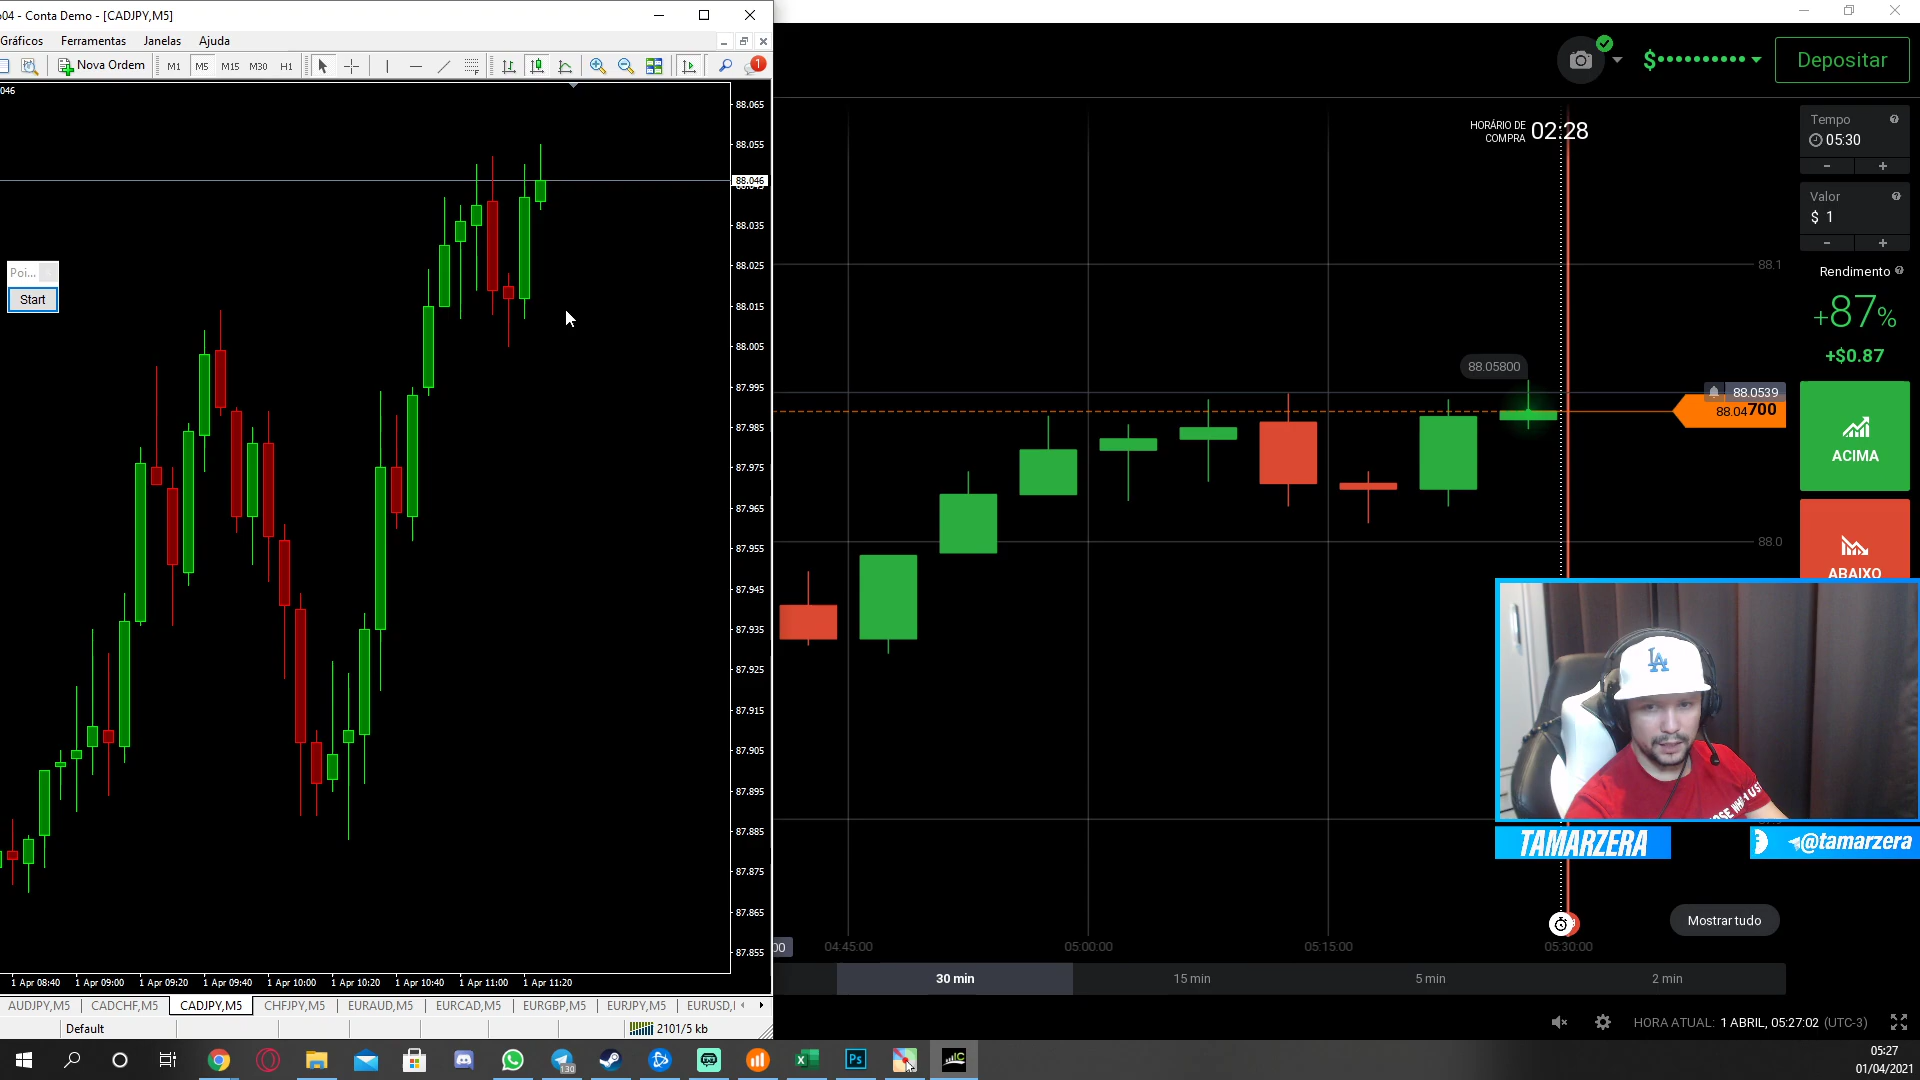 04 - Conta Demo - [CADJPY,M5]
Gráficos Ferramentas Janelas Ajuda
Nova Ordem M1 M5 M15 M30 H1
1
046
88.065
88.055
88.046
88.035
88.025
88.015
88.005
87.995
87.985
87.975
87.965
87.955
87.945
87.935
87.925
87.915
87.905
87.895
87.885
87.875
87.865
87.855
Poi...
Start
1 Apr 08:40 1 Apr 09:00 1 Apr 09:20 1 Apr 09:40 1 Apr 10:00 1 Apr 10:20 1 Apr 10:40 1 Apr 11:00 1 Apr 11:20
AUDJPY,M5 CADCHF,M5 CADJPY,M5 CHFJPY,M5 EURAUD,M5 EURCAD,M5 EURGBP,M5 EURJPY,M5 EURUSD,
Default 2101/5 kb
$ Depositar
HORÁRIO DE
COMPRA 02:28
Tempo
05:30
- +
Valor
$ 1
- +
Rendimento
+87%
+$0.87
ACIMA
ABAIXO
88.1
88.05800
88.0539
88.04700
88.0
LA
TAMARZERA
@tamarzera
Mostrar tudo
00 04:45:00 05:00:00 05:15:00 05:30:00
30 min 15 min 5 min 2 min
HORA ATUAL: 1 ABRIL, 05:27:02 (UTC-3)
130 Ps IC
05:27
01/04/2021